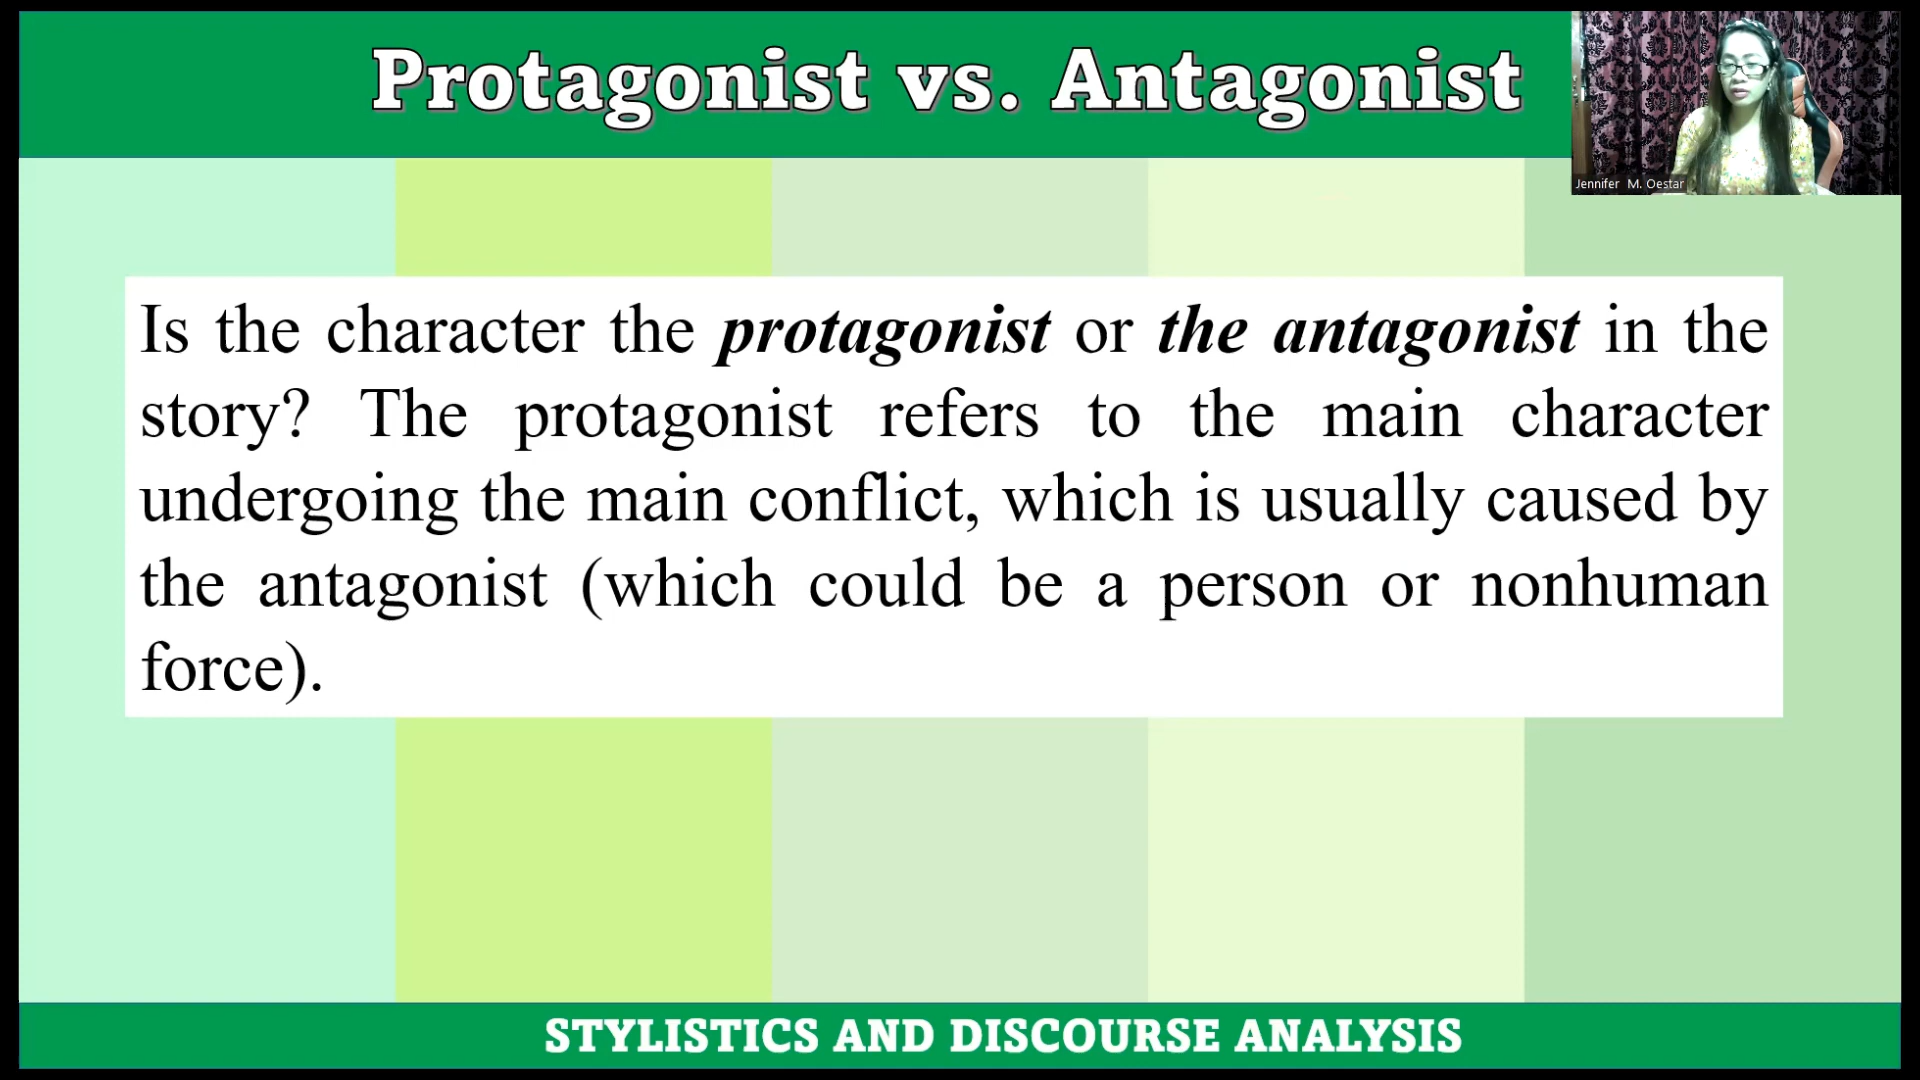 Protagonist vs. Antagonist
Jennifer M. Oestar
Is the character the protagonist or the antagonist in the
story? The protagonist refers to the main character
undergoing the main conflict, which is usually caused by
the antagonist (which could be a person or nonhuman
force).
STYLISTICS AND DISCOURSE ANALYSIS